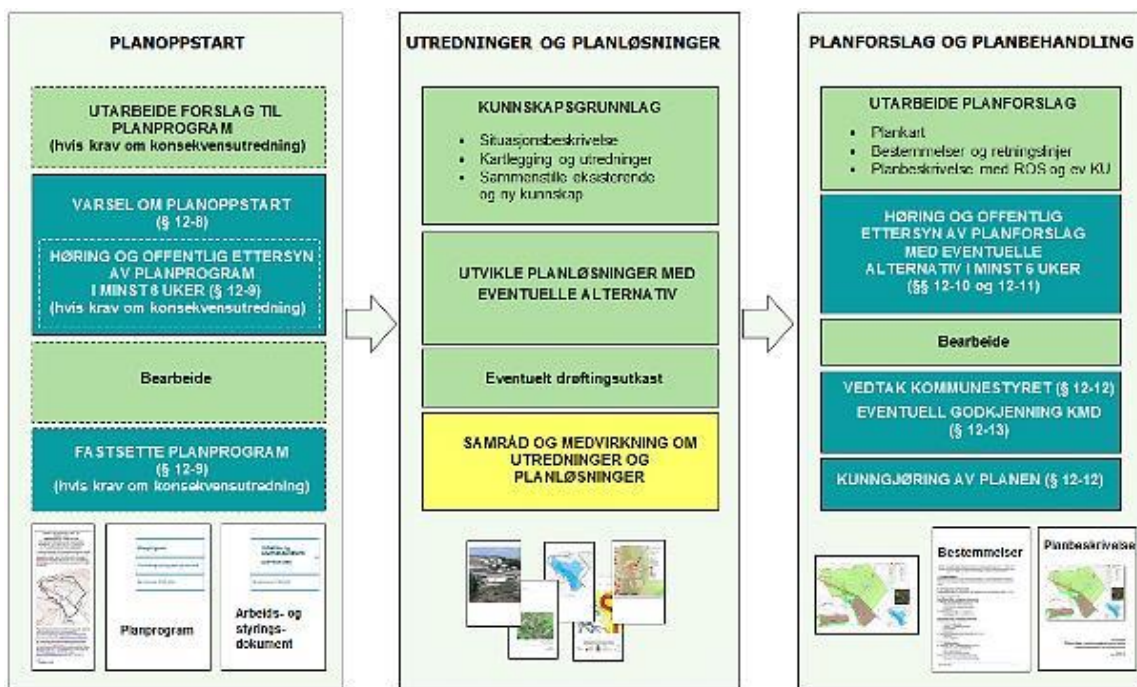 PLANOPPSTART
UTARBEIDE FORSLAG TIL
PLANPROGRAM
(hvis krav om konsekvensutredning)
VARSEL OM PLANOPPSTART
(§ 12-8)
HØRING OG OFFENTLIG ETTERSYN
AV PLANPROGRAM
I MINST 6 UKER (§ 12-9)
(hvis krav om konsekvensutredning)
Bearbeide
FASTSETTE PLANPROGRAM
(§ 12-9)
(hvis krav om konsekvensutredning)
Planprogram
Arbeids- og
styrings-
dokument
UTREDNINGER OG PLANLØSNINGER
KUNNSKAPSGRUNNLAG
• Situasjonsbeskrivelse
• Kartlegging og utredninger
• Sammenstille eksisterende
og ny kunnskap
UTVIKLE PLANLØSNINGER MED
EVENTUELLE ALTERNATIV
Eventuelt drøftingsutkast
SAMRÅD OG MEDVIRKNING OM
UTREDNINGER OG
PLANLØSNINGER
PLANFORSLAG OG PLANBEHANDLING
UTARBEIDE PLANFORSLAG
• Plankart
• Bestemmelser og retningslinjer
• Planbeskrivelse med ROS og ev KU
HØRING OG OFFENTLIG
ETTERSYN AV PLANFORSLAG
MED EVENTUELLE
ALTERNATIV I MINST 6 UKER
(§§ 12-10 og 12-11)
Bearbeide
VEDTAK KOMMUNESTYRET (§ 12-12)
EVENTUELL GODKJENNING KMD
(§ 12-13)
KUNNGJØRING AV PLANEN (§ 12-12)
Bestemmelser
Planbeskrivelse